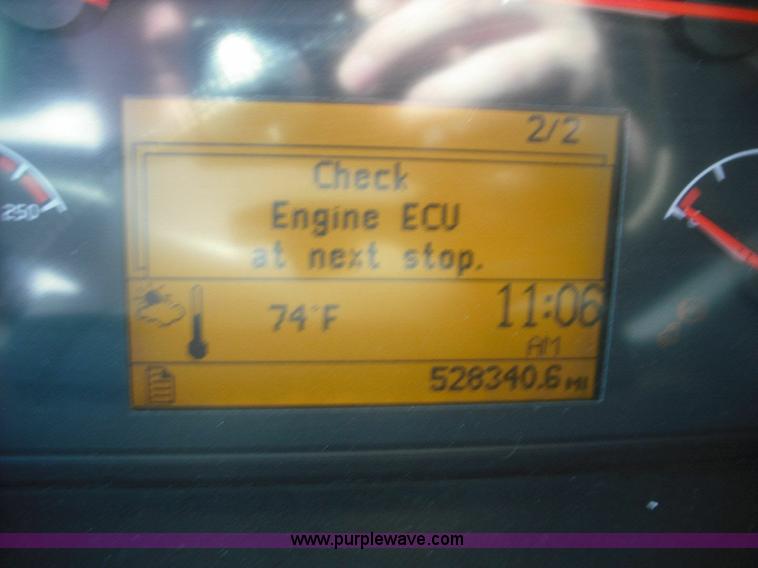 2/2
Check
Engine ECU
at next stop.
250
74°F
11:06
AM
528340.6 MI
www.purplewave.com